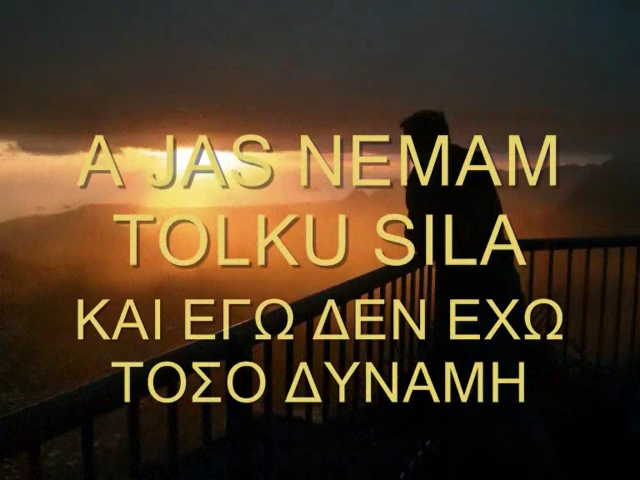 A JAS NEMAM
TOLKU SILA
ΚΑΙ ΕΓΩ ΔΕΝ ΕΧΩ
ΤΟΣΟ ΔΥΝΑΜΗ